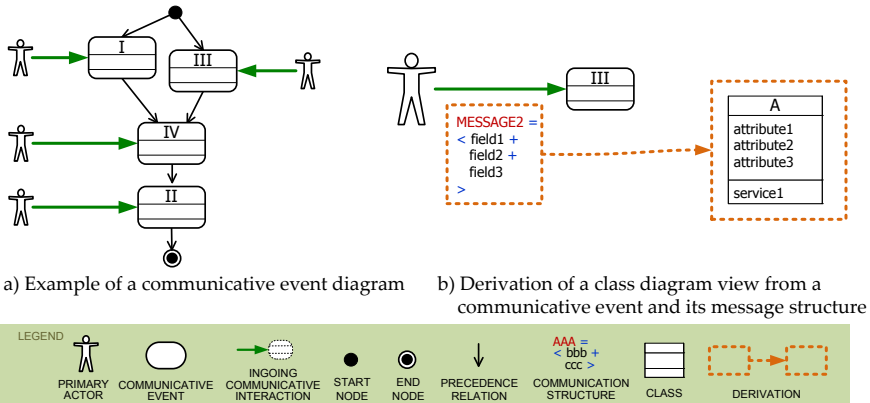 I
III
IV
II
III
MESSAGE2 =
< field1 +
field2 +
field3
>
A
attribute1
attribute2
attribute3
service1
a) Example of a communicative event diagram
b) Derivation of a class diagram view from a
communicative event and its message structure
LEGEND
PRIMARY
ACTOR
COMMUNICATIVE
EVENT
INGOING
COMMUNICATIVE
INTERACTION
START
NODE
END
NODE
PRECEDENCE
RELATION
AAA =
< bbb +
ccc >
COMMUNICATION
STRUCTURE
CLASS
DERIVATION